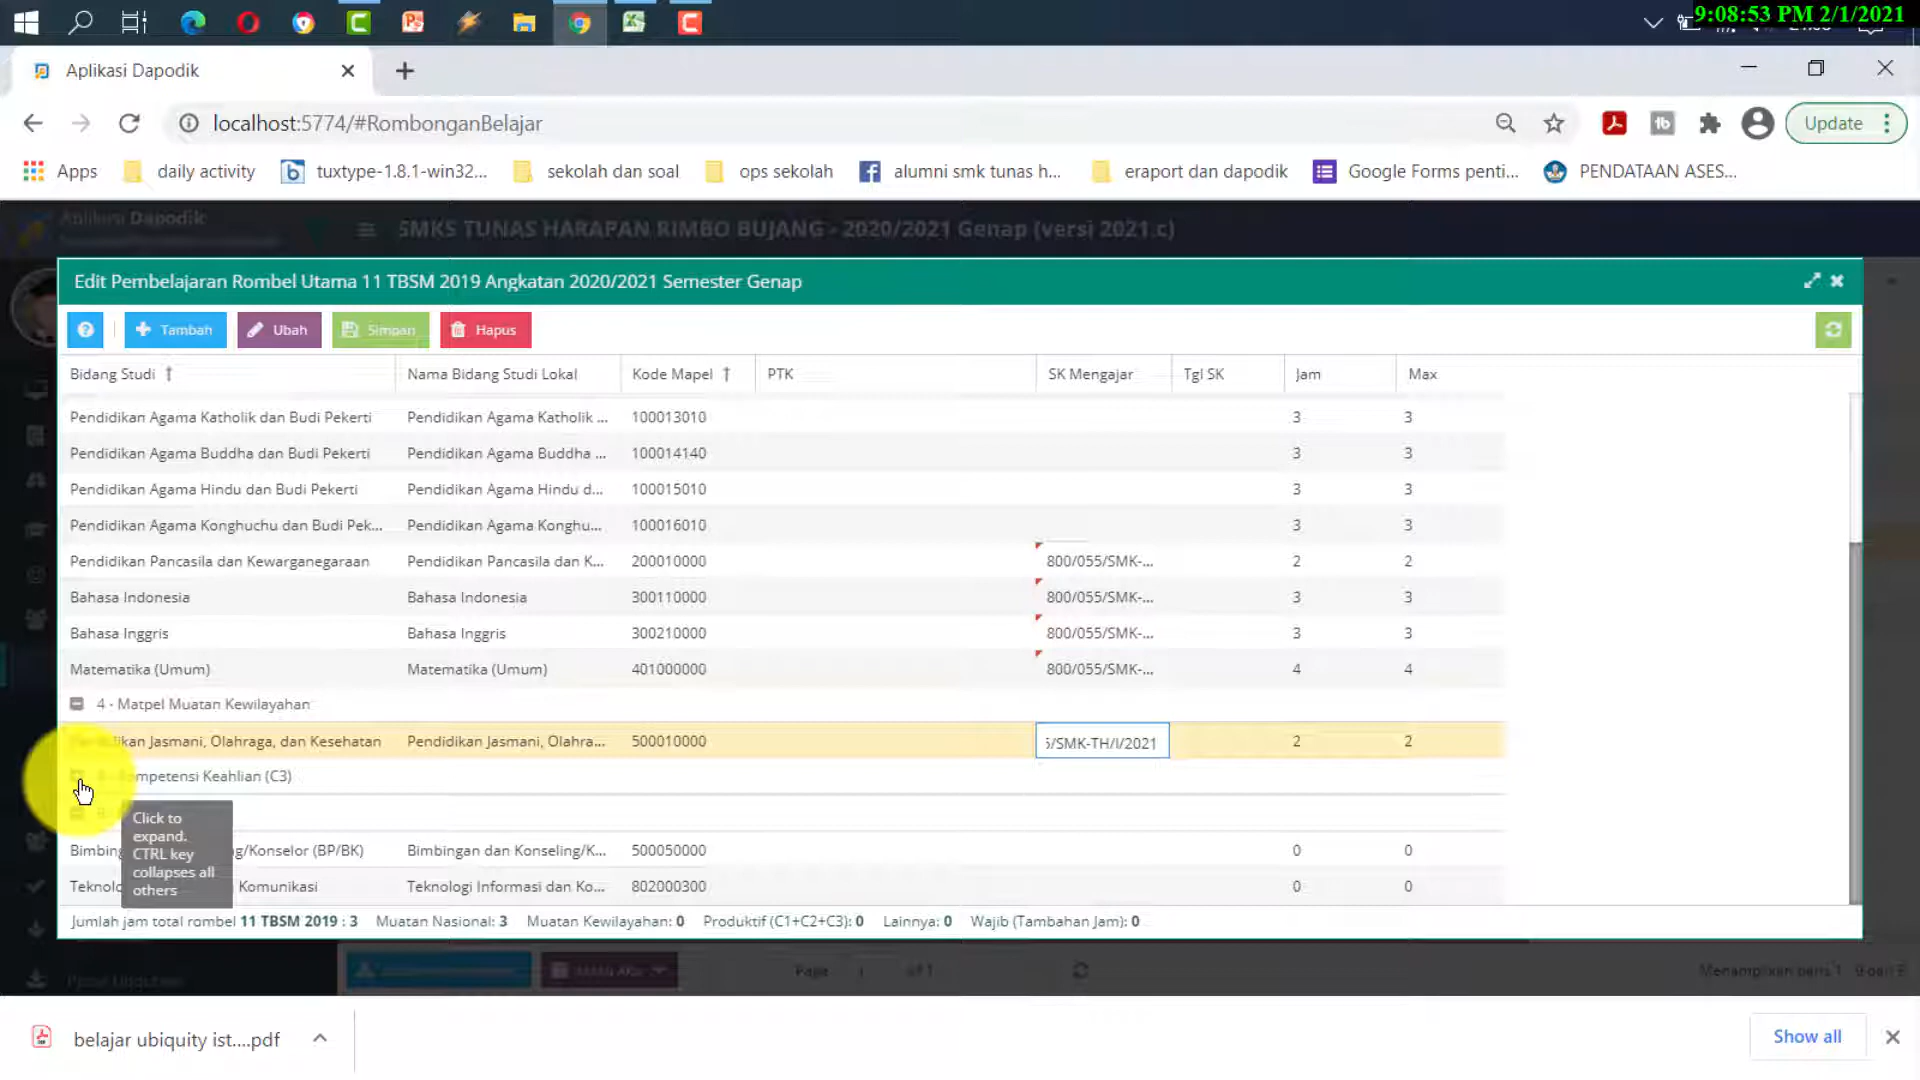 9:08:53 PM 2/1/2021
Aplikasi Dapodik
localhost:5774/#RombonganBelajar
Update
Apps
daily activity
tuxtype-1.8.1-win32...
sekolah dan soal
ops sekolah
alumni smk tunas h...
eraport dan dapodik
Google Forms penti...
PENDATAAN ASES...
Aplikasi Dapodik
SMKS TUNAS HARAPAN RIMBO BUJANG - 2020/2021 Genap (versi 2021.c)
Edit Pembelajaran Rombel Utama 11 TBSM 2019 Angkatan 2020/2021 Semester Genap
Tambah Ubah Simpan Hapus
Bidang Studi Nama Bidang Studi Lokal Kode Mapel PTK SK Mengajar Tgl SK Jam Max
Pendidikan Agama Katholik dan Budi Pekerti Pendidikan Agama Katholik ... 100013010 3 3
Pendidikan Agama Buddha dan Budi Pekerti Pendidikan Agama Buddha ... 100014140 3 3
Pendidikan Agama Hindu dan Budi Pekerti Pendidikan Agama Hindu d... 100015010 3 3
Pendidikan Agama Konghuchu dan Budi Pek... Pendidikan Agama Konghu... 100016010 3 3
Pendidikan Pancasila dan Kewarganegaraan Pendidikan Pancasila dan K... 200010000 800/055/SMK-... 2 2
Bahasa Indonesia Bahasa Indonesia 300110000 800/055/SMK-... 3 3
Bahasa Inggris Bahasa Inggris 300210000 800/055/SMK-... 3 3
Matematika (Umum) Matematika (Umum) 401000000 800/055/SMK-... 4 4
4 - Matpel Muatan Kewilayahan
Jasmani, Olahraga, dan Kesehatan Pendidikan Jasmani, Olahra... 500010000 5/SMK-TH/I/2021 2 2
Keahlian (C3)
Click to
expand.
CTRL key
collapses all
others
Bimbing g/Konselor (BP/BK) Bimbingan dan Konseling/K... 500050000 0 0
Teknolo Komunikasi Teknologi Informasi dan Ko... 802000300 0 0
Jumlah jam total rombel 11 TBSM 2019 : 3 Muatan Nasional: 3 Muatan Kewilayahan: 0 Produktif (C1+C2+C3): 0 Lainnya: 0 Wajib (Tambahan Jam): 0
Page 1 of 1
belajar ubiquity ist....pdf
Show all